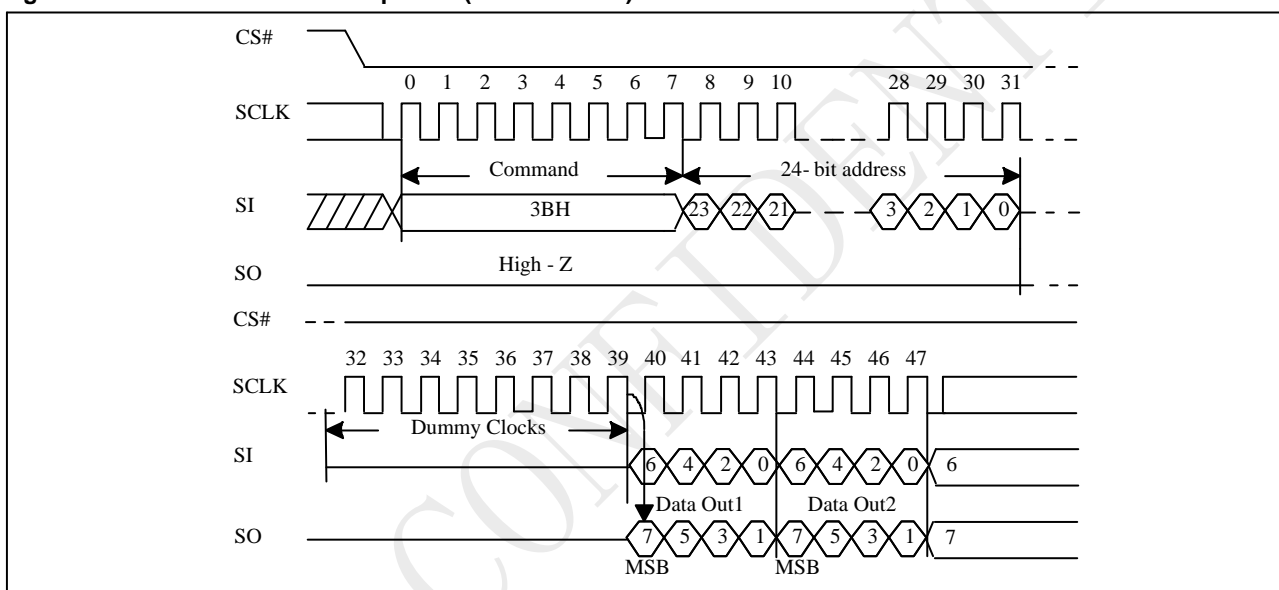 CS#
0 1 2 3 4 5 6 7 8 9 10 28 29 30 31
SCLK
Command 24- bit address
SI 3BH 23 22 21 3 2 1 0
High - Z
SO
CS#
32 33 34 35 36 37 38 39 40 41 42 43 44 45 46 47
SCLK
Dummy Clocks
SI 6 4 2 0 6 4 2 0 6
Data Out1 Data Out2
SO 7 5 3 1 7 5 3 1 7
MSB MSB